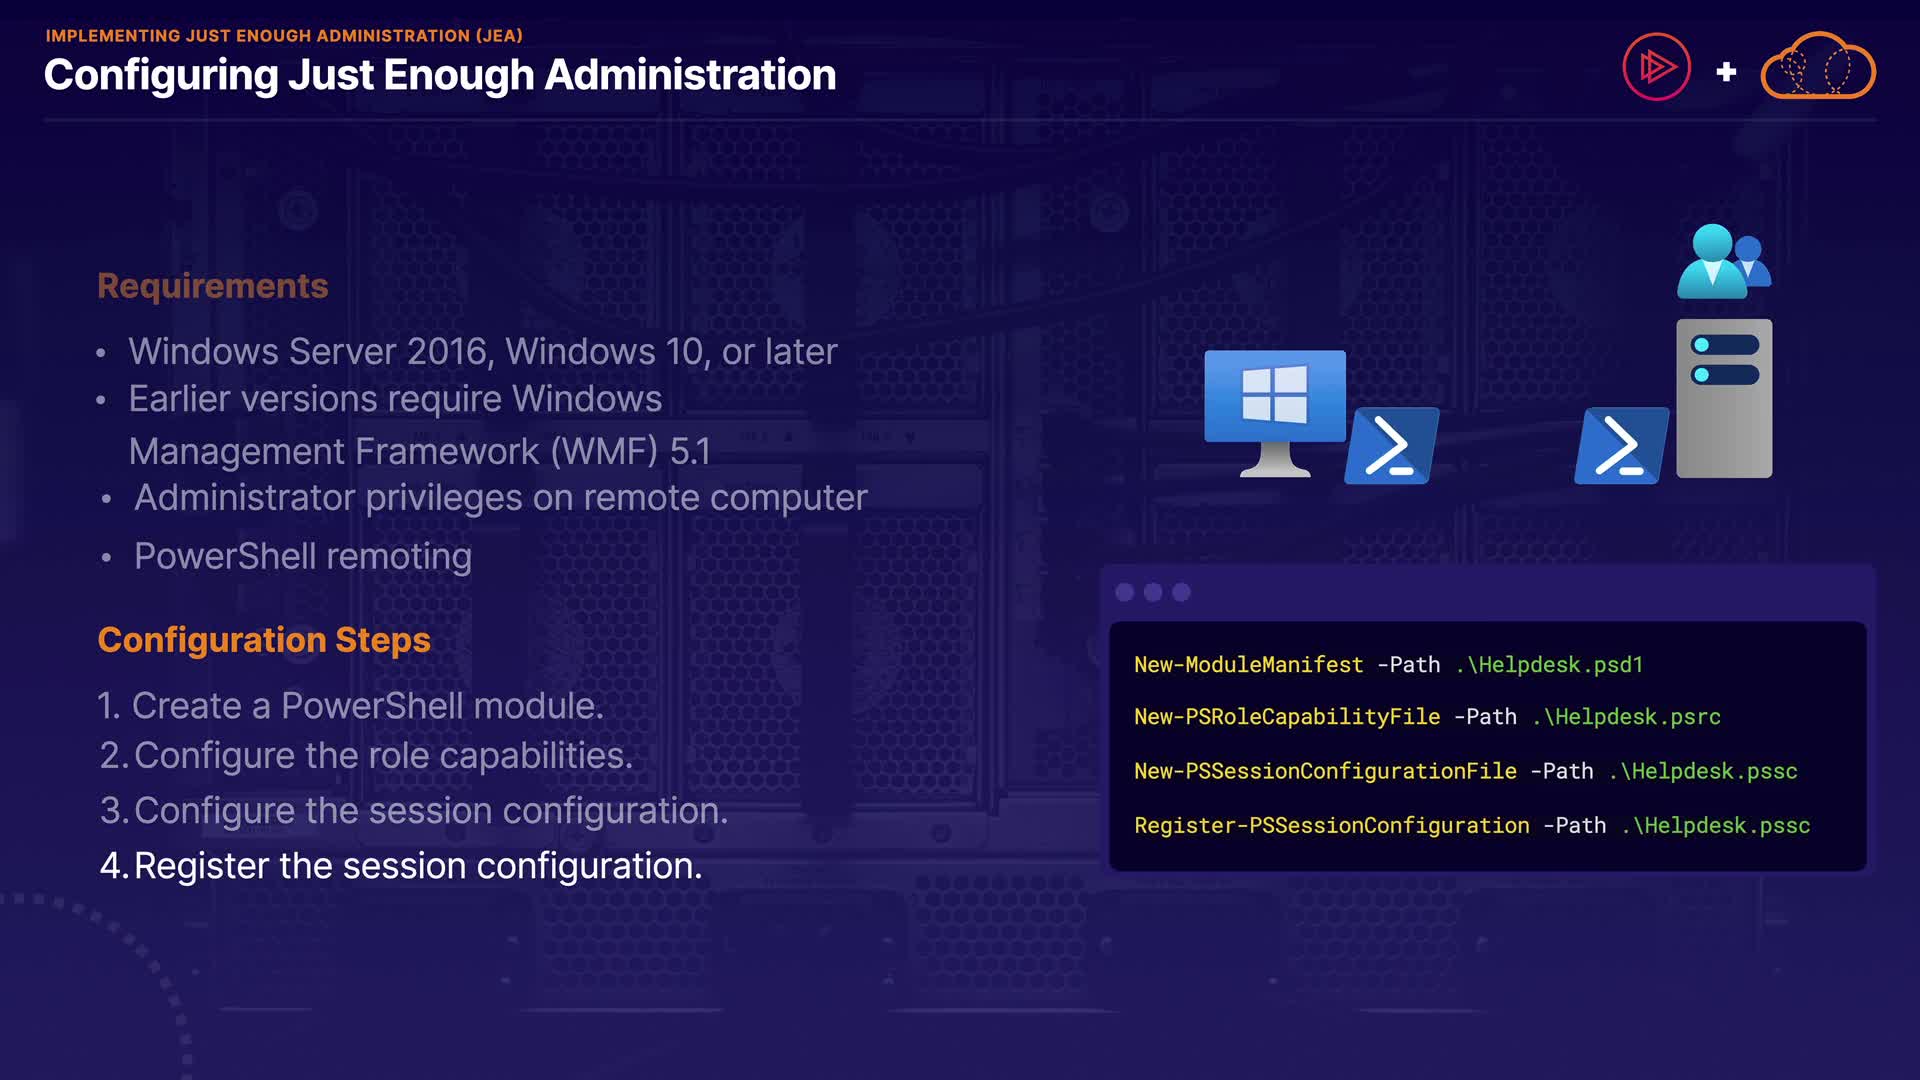 IMPLEMENTING JUST ENOUGH ADMINISTRATION (JEA)
Configuring Just Enough Administration
Requirements
• Windows Server 2016, Windows 10, or later
• Earlier versions require Windows
Management Framework (WMF) 5.1
• Administrator privileges on remote computer
• PowerShell remoting
Configuration Steps
1. Create a PowerShell module.
2. Configure the role capabilities.
3. Configure the session configuration.
4. Register the session configuration.
New-ModuleManifest -Path .\Helpdesk.psd1
New-PSRoleCapabilityFile -Path .\Helpdesk.psrc
New-PSSessionConfigurationFile -Path .\Helpdesk.pssc
Register-PSSessionConfiguration -Path .\Helpdesk.pssc